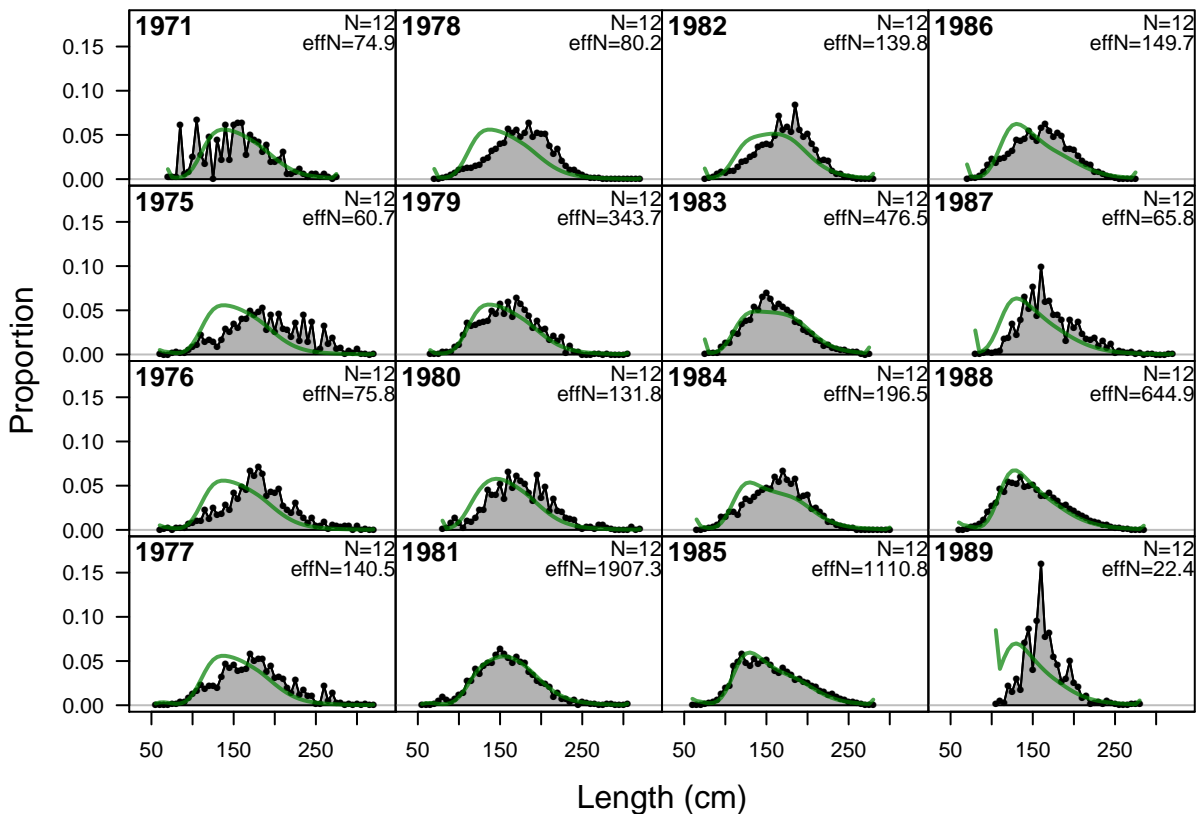 1971 N=12
effN=74.9
1978 N=12
effN=80.2
1982 N=12
effN=139.8
1986 N=12
effN=149.7
1975 N=12
effN=60.7
1979 N=12
effN=343.7
1983 N=12
effN=476.5
1987 N=12
effN=65.8
1976 N=12
effN=75.8
1980 N=12
effN=131.8
1984 N=12
effN=196.5
1988 N=12
effN=644.9
1977 N=12
effN=140.5
1981 N=12
effN=1907.3
1985 N=12
effN=1110.8
1989 N=12
effN=22.4
0.15
0.10
0.05
0.00
0.15
0.10
0.05
0.00
0.15
0.10
0.05
0.00
0.15
0.10
0.05
0.00
Proportion
50 150 250 50 150 250 50 150 250 50 150 250
Length (cm)